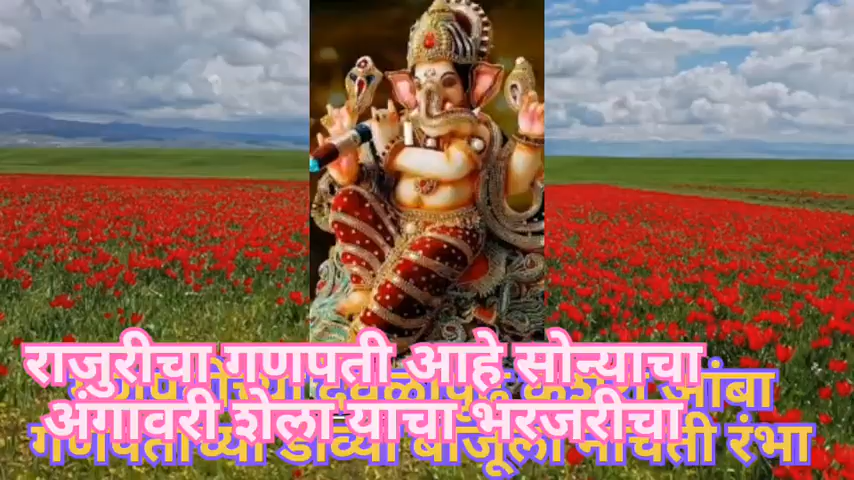 राजुरीचा गणपती आहे सोन्याचा
आंबा
अंगावरी शेला याचा भरजरीचा
गणपतीच्या डाव्या बाजूला नाचती रंभा